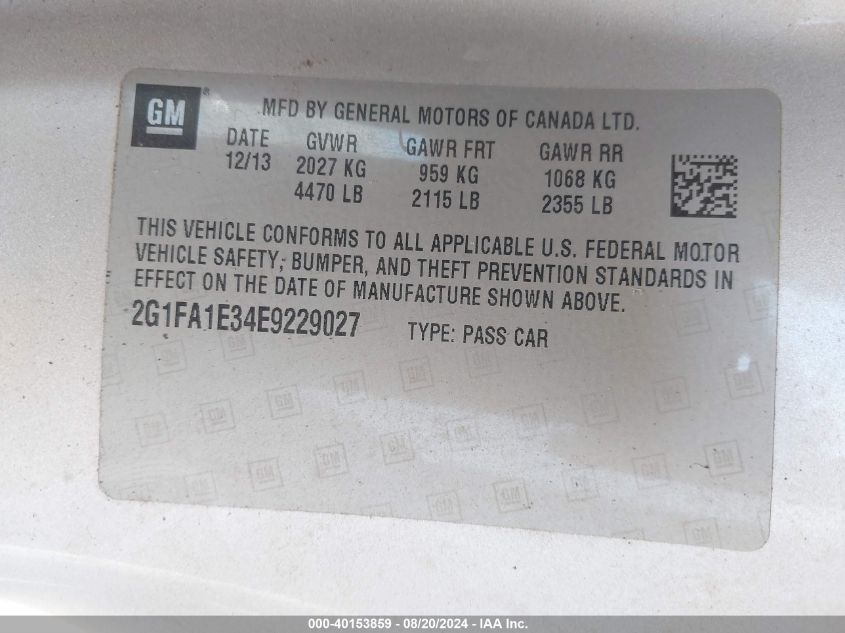 GM ®
MFD BY GENERAL MOTORS OF CANADA LTD.
DATE GVWR GAWR FRT GAWR RR
12/13 2027 KG 959 KG 1068 KG
4470 LB 2115 LB 2355 LB
THIS VEHICLE CONFORMS TO ALL APPLICABLE U.S. FEDERAL MOTOR
VEHICLE SAFETY, BUMPER, AND THEFT PREVENTION STANDARDS IN
EFFECT ON THE DATE OF MANUFACTURE SHOWN ABOVE.
2G1FA1E34E9229027 TYPE: PASS CAR
000-40153859 - 08/20/2024 - IAA Inc.